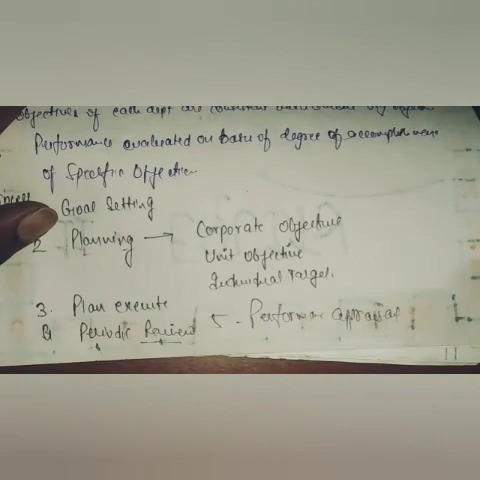 objectives of each dept are
Performance evaluated on basis of degree of
of Specific Objective
Goal Setting
2 Planning → Corporate Objective
Unit Objective
Individual Target.
3. Plan execute
4 Periodic Review 5 - Performance appraisal